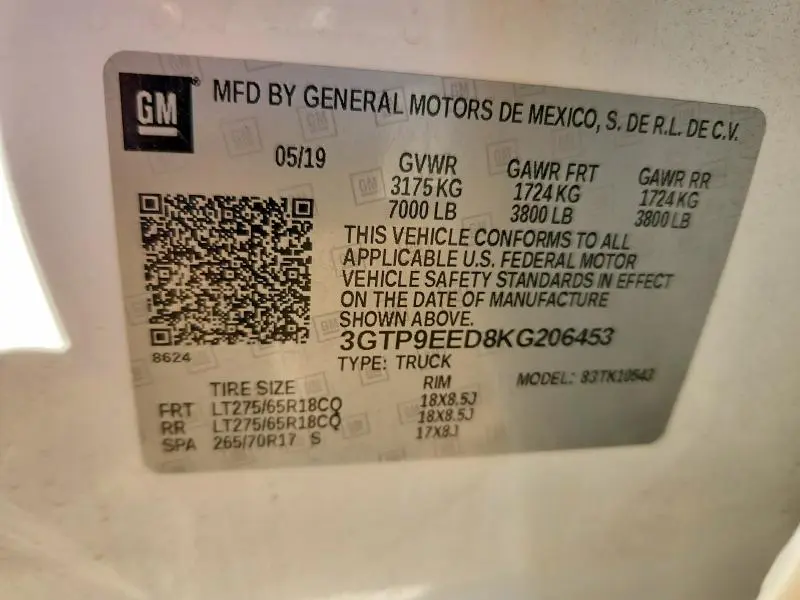 GM
MFD BY GENERAL MOTORS DE MEXICO, S. DE R.L. DE C.V.
05/19 GVWR GAWR FRT GAWR RR
3175 KG 1724 KG 1724 KG
7000 LB 3800 LB 3800 LB
THIS VEHICLE CONFORMS TO ALL
APPLICABLE U.S. FEDERAL MOTOR
VEHICLE SAFETY STANDARDS IN EFFECT
ON THE DATE OF MANUFACTURE
SHOWN ABOVE.
3GTP9EED8KG206453
8624
TYPE: TRUCK MODEL: 83TK10543
TIRE SIZE RIM
FRT LT275/65R18CQ 18X8.5J
RR LT275/65R18CQ 18X8.5J
SPA 265/70R17 S 17X8J